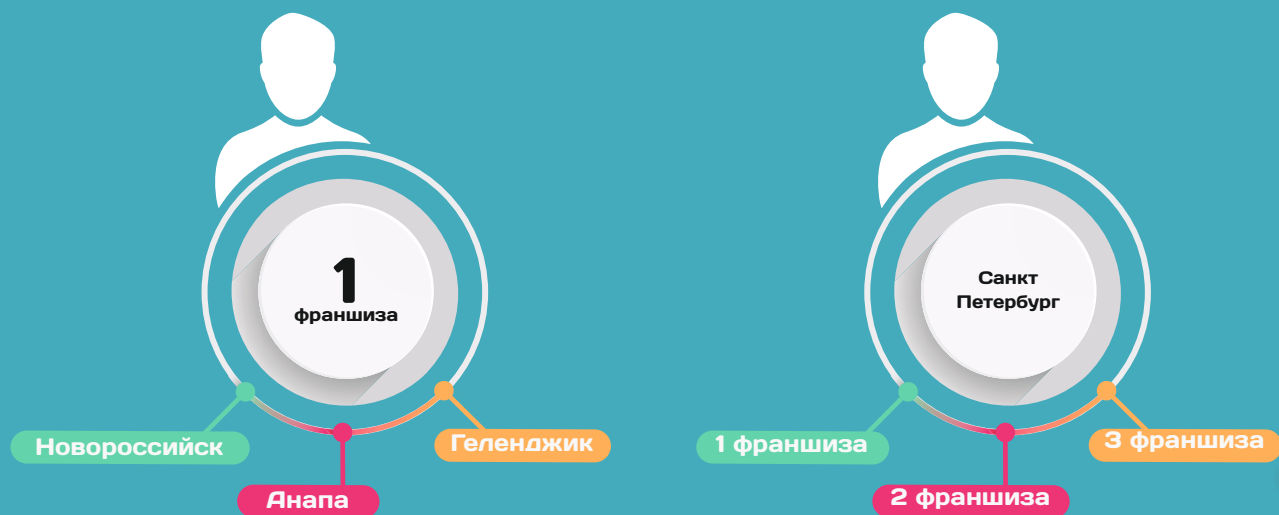 1
франшиза
Новороссийск
Анапа
Геленджик
Санкт
Петербург
1 франшиза
2 франшиза
3 франшиза